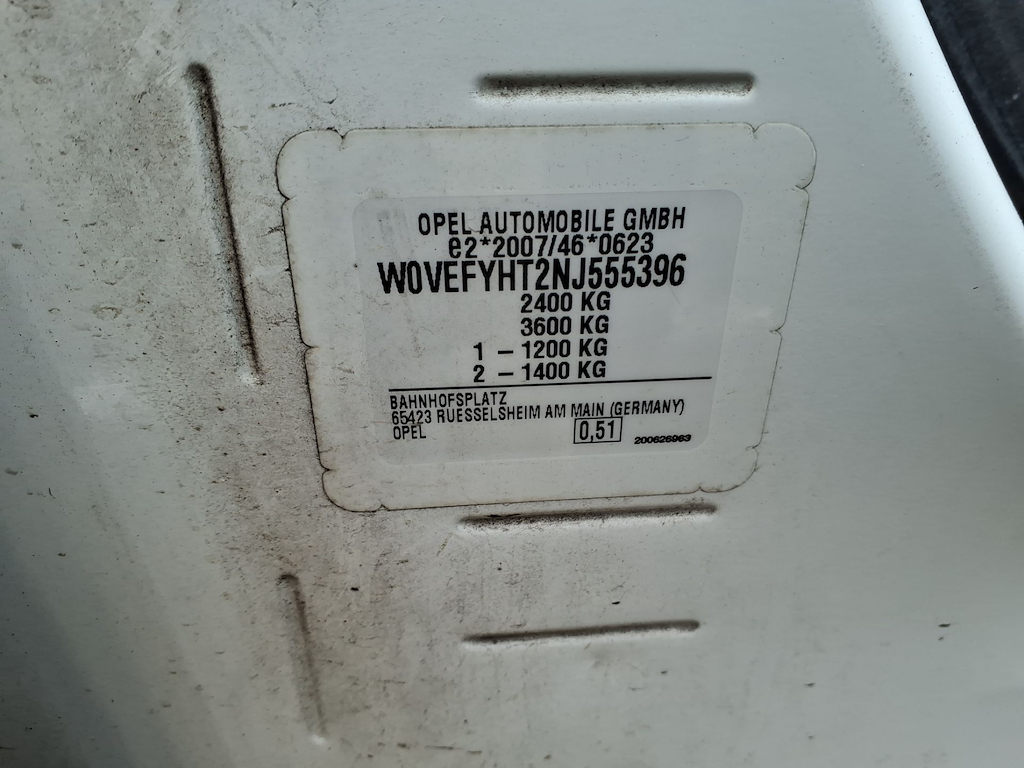 OPEL AUTOMOBILE GMBH
e2*2007/46*0623
W0VEFYHT2NJ555396
2400 KG
3600 KG
1 - 1200 KG
2 - 1400 KG
BAHNHOFSPLATZ
65423 RUESSELSHEIM AM MAIN (GERMANY)
OPEL 0,51 200626963